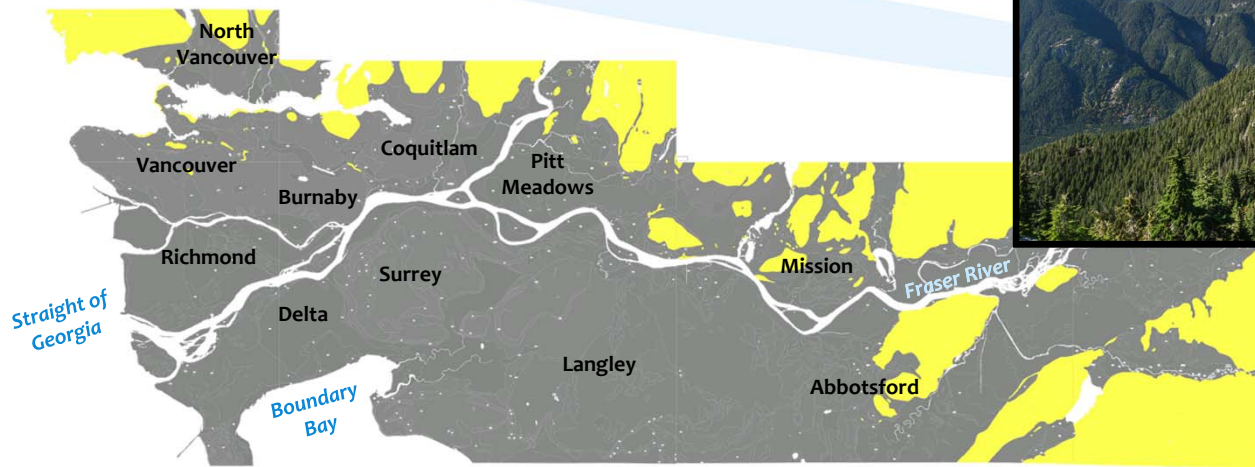 North
Vancouver
Vancouver
Burnaby
Coquitlam
Pitt
Meadows
Richmond
Surrey
Delta
Mission
Fraser River
Straight of
Georgia
Langley
Abbotsford
Boundary
Bay